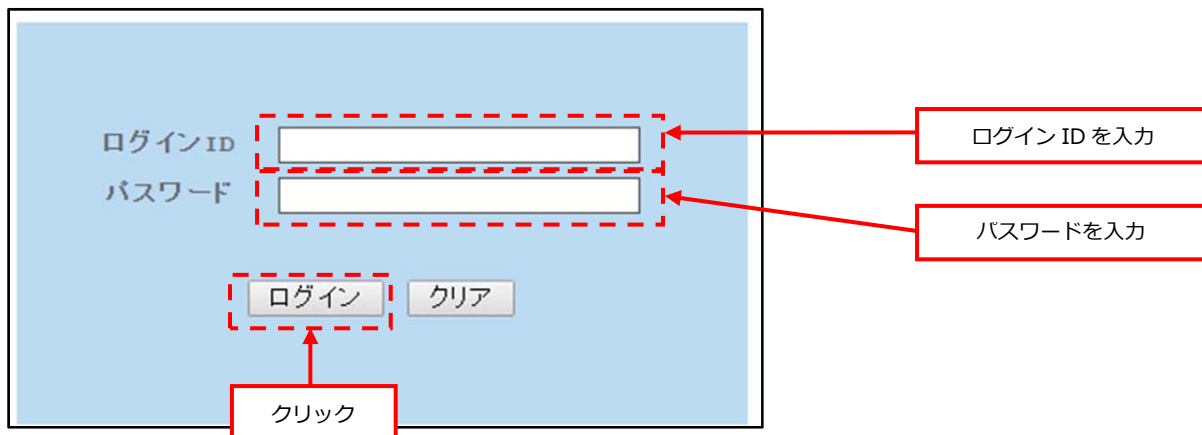 ログインID
ログイン ID を入力
パスワード
パスワードを入力
ログイン
クリア
クリック